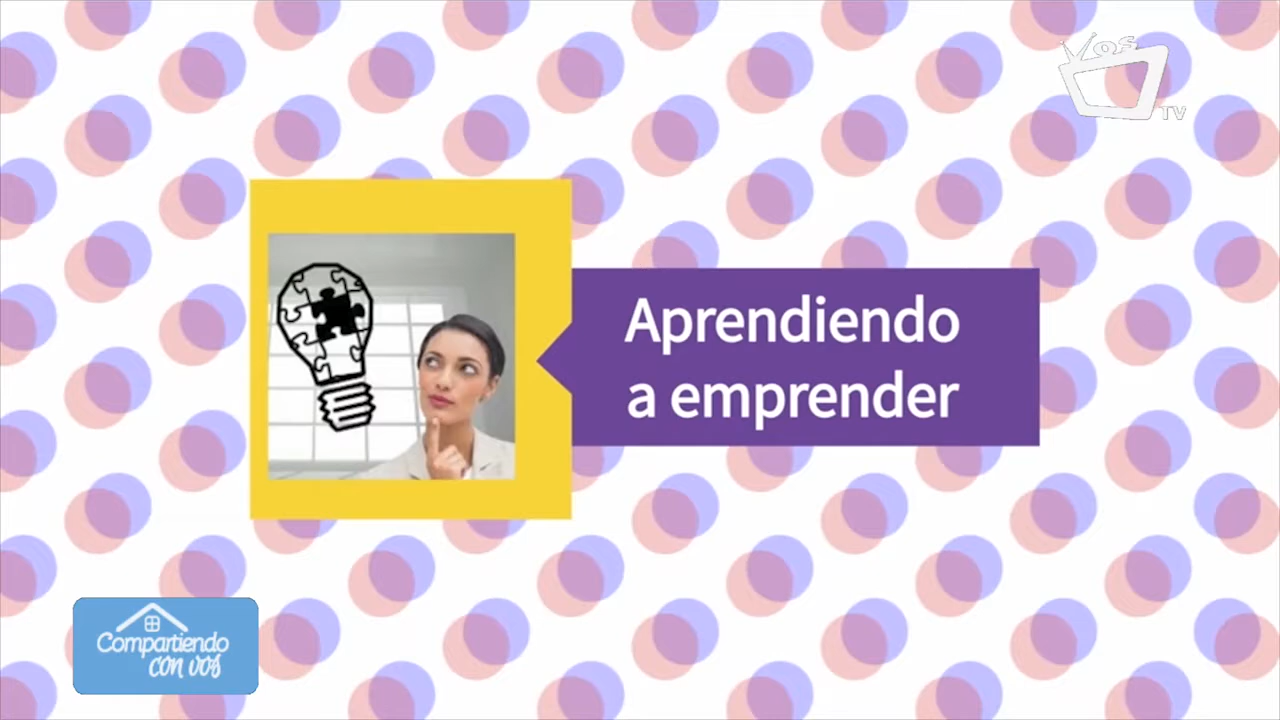 Vos
TV
Aprendiendo
a emprender
Compartiendo
con vos